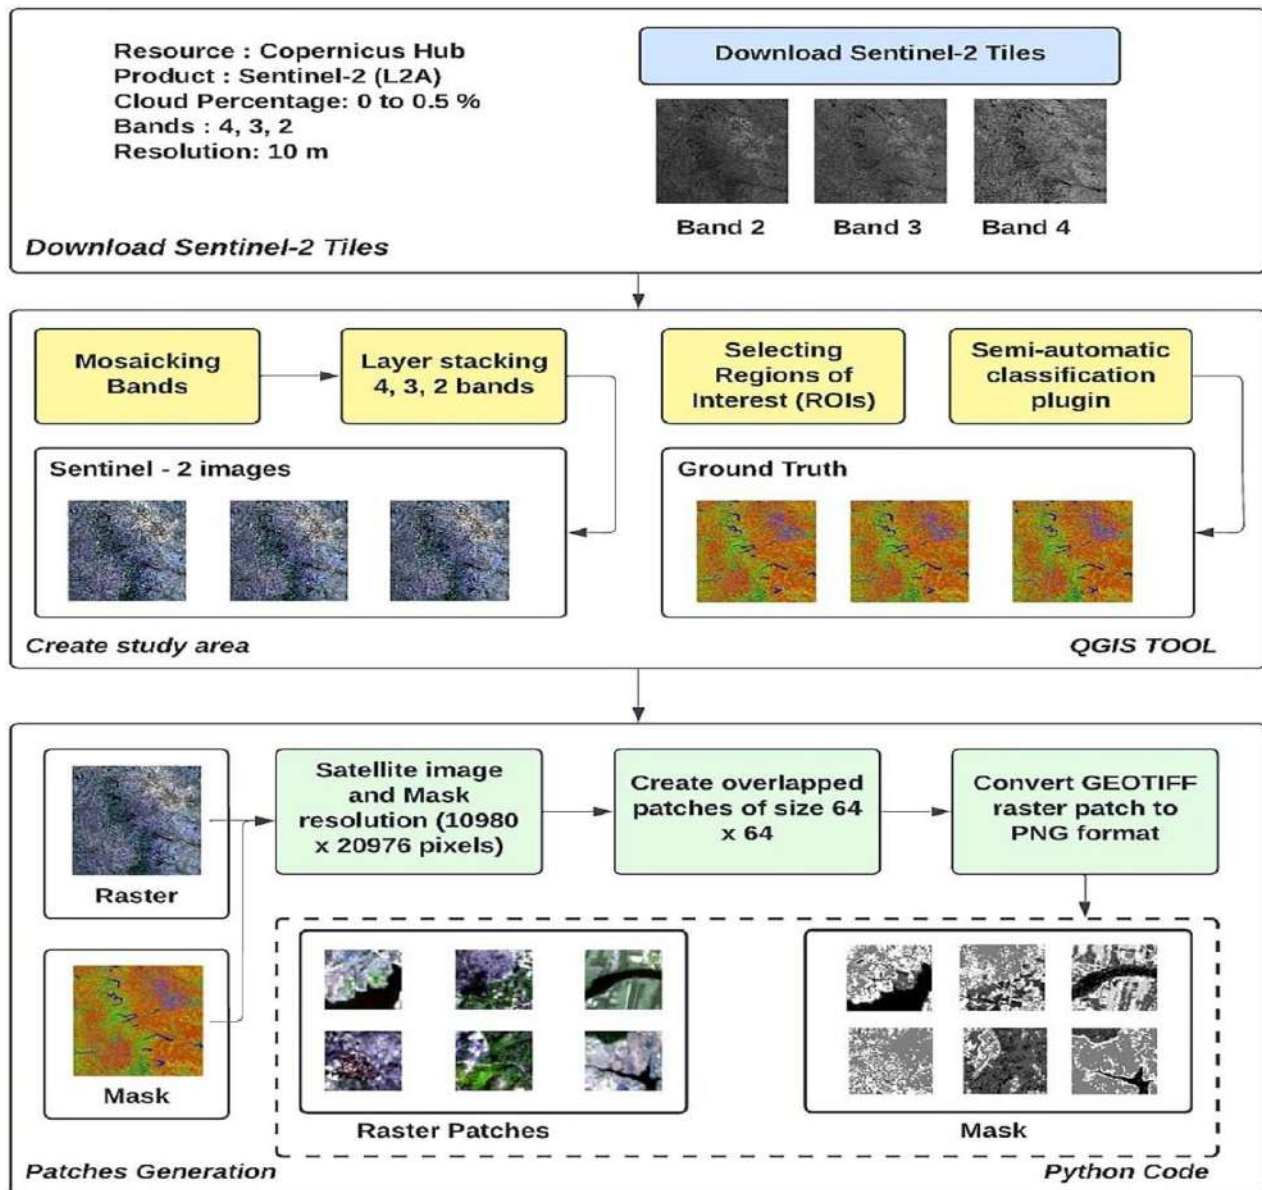 Resource : Copernicus Hub
Product : Sentinel-2 (L2A)
Cloud Percentage: 0 to 0.5 %
Bands : 4, 3, 2
Resolution: 10 m
Download Sentinel-2 Tiles
Band 2
Band 3
Band 4
Download Sentinel-2 Tiles
Mosaicking
Bands
Layer stacking
4, 3, 2 bands
Selecting
Regions of
Interest (ROIs)
Semi-automatic
classification
plugin
Sentinel - 2 images
Ground Truth
Create study area
QGIS TOOL
Raster
Mask
Satellite image
and Mask
resolution (10980
x 20976 pixels)
Create overlapped
patches of size 64
x 64
Convert GEOTIFF
raster patch to
PNG format
Raster Patches
Mask
Patches Generation
Python Code